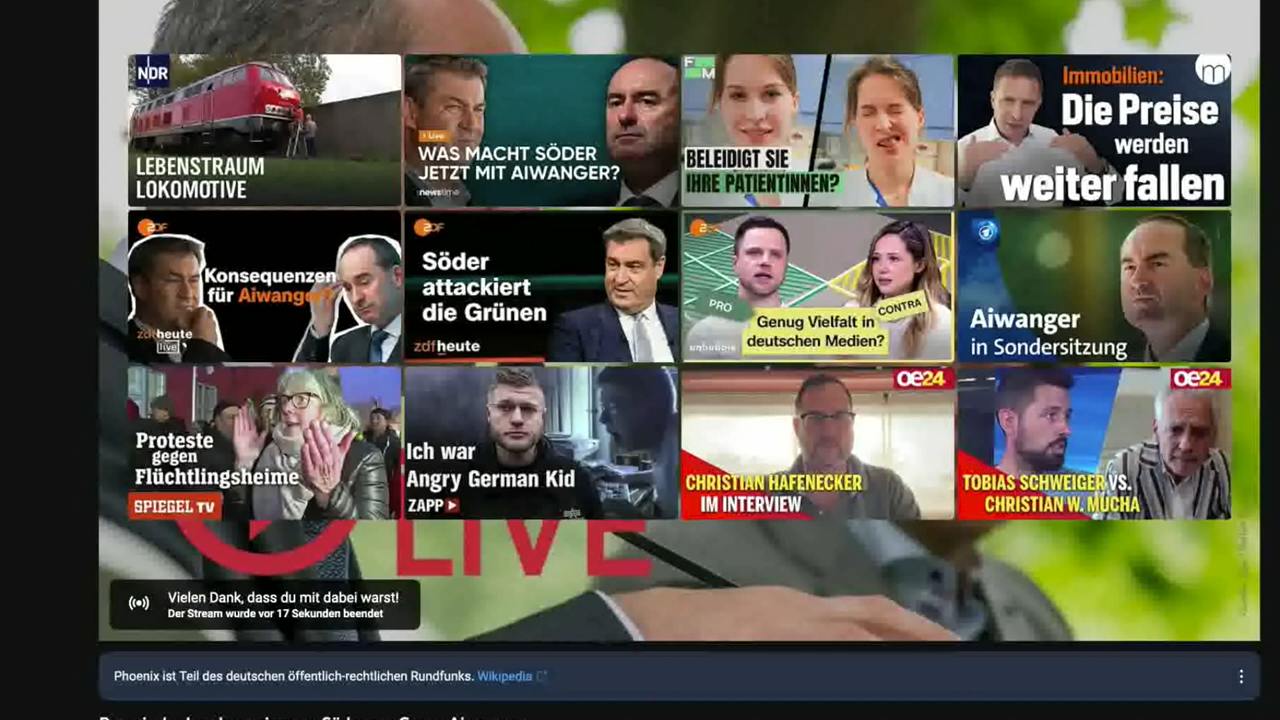 NDR
LEBENSTRAUM
LOKOMOTIVE
Live
WAS MACHT SÖDER
JETZT MIT AIWANGER?
newstime
F
M
BELEIDIGT SIE
IHRE PATIENTINNEN?
Immobilien:
Die Preise
werden
weiter fallen
m
ZDF
Konsequenzen
für Aiwanger?
zdfheute
live
ZDF
Söder
attackiert
die Grünen
zdfheute
ZDF
PRO
CONTRA
Genug Vielfalt in
deutschen Medien?
unbubble
Aiwanger
in Sondersitzung
Proteste
gegen
Flüchtlingsheime
SPIEGEL TV
Ich war
Angry German Kid
ZAPP
OE24
CHRISTIAN HAFENECKER
IM INTERVIEW
OE24
TOBIAS SCHWEIGER VS.
CHRISTIAN W. MUCHA
LIVE
Vielen Dank, dass du mit dabei warst!
Der Stream wurde vor 17 Sekunden beendet
Phoenix ist Teil des deutschen öffentlich-rechtlichen Rundfunks. Wikipedia